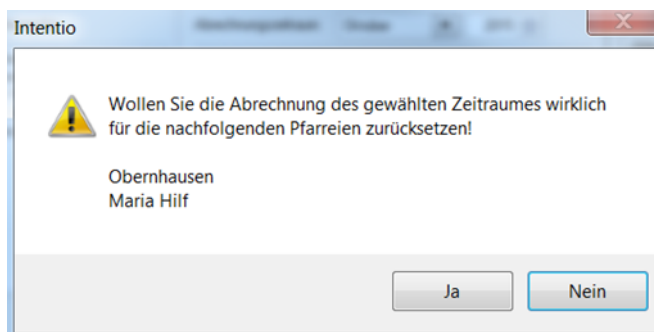 Intentio
Wollen Sie die Abrechnung des gewählten Zeitraumes wirklich
für die nachfolgenden Pfarreien zurücksetzen!
Obernhausen
Maria Hilf
Ja
Nein